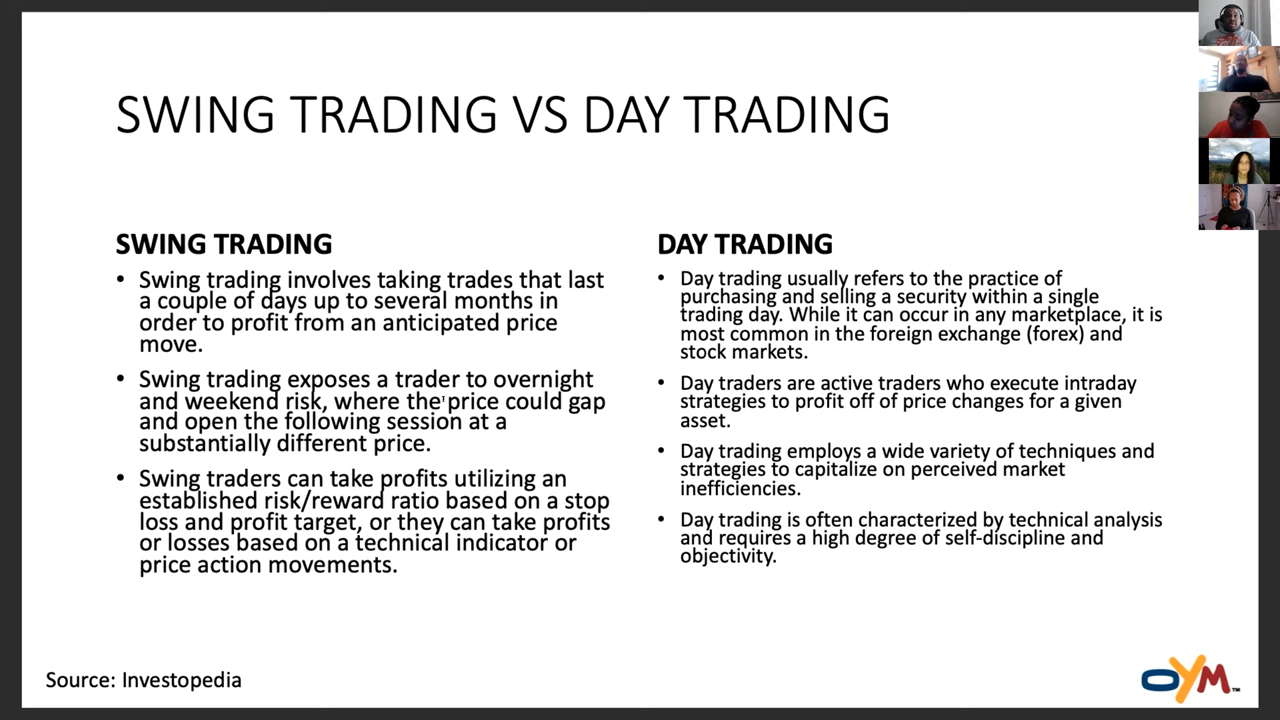 SWING TRADING VS DAY TRADING
SWING TRADING
• Swing trading involves taking trades that last
a couple of days up to several months in
order to profit from an anticipated price
move.
• Swing trading exposes a trader to overnight
and weekend risk, where the price could gap
and open the following session at a
substantially different price.
• Swing traders can take profits utilizing an
established risk/reward ratio based on a stop
loss and profit target, or they can take profits
or losses based on a technical indicator or
price action movements.
DAY TRADING
• Day trading usually refers to the practice of
purchasing and selling a security within a single
trading day. While it can occur in any marketplace, it is
most common in the foreign exchange (forex) and
stock markets.
• Day traders are active traders who execute intraday
strategies to profit off of price changes for a given
asset.
• Day trading employs a wide variety of techniques and
strategies to capitalize on perceived market
inefficiencies.
• Day trading is often characterized by technical analysis
and requires a high degree of self-discipline and
objectivity.
Source: Investopedia
OYM™